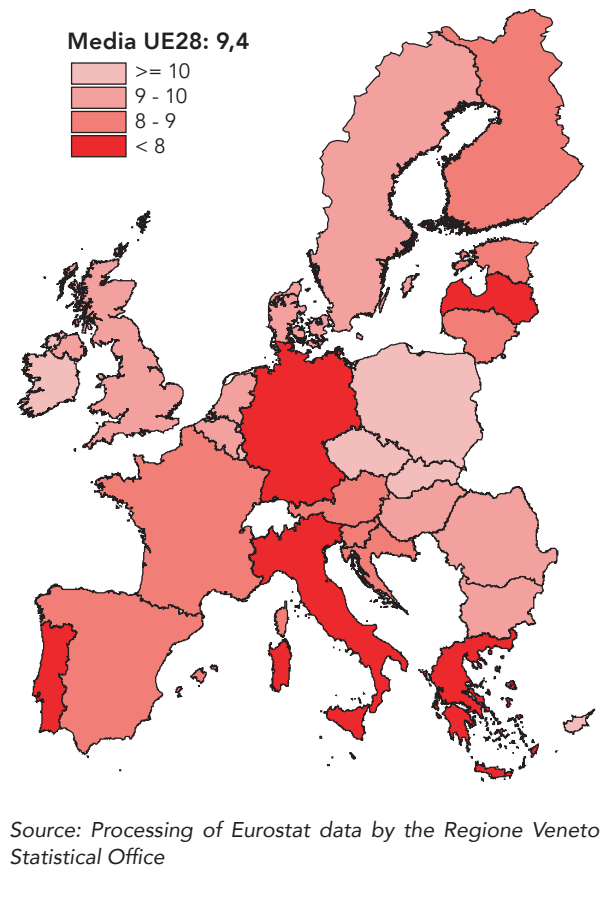 Media UE28: 9,4
>= 10
9 - 10
8 - 9
< 8
Source: Processing of Eurostat data by the Regione Veneto
Statistical Office